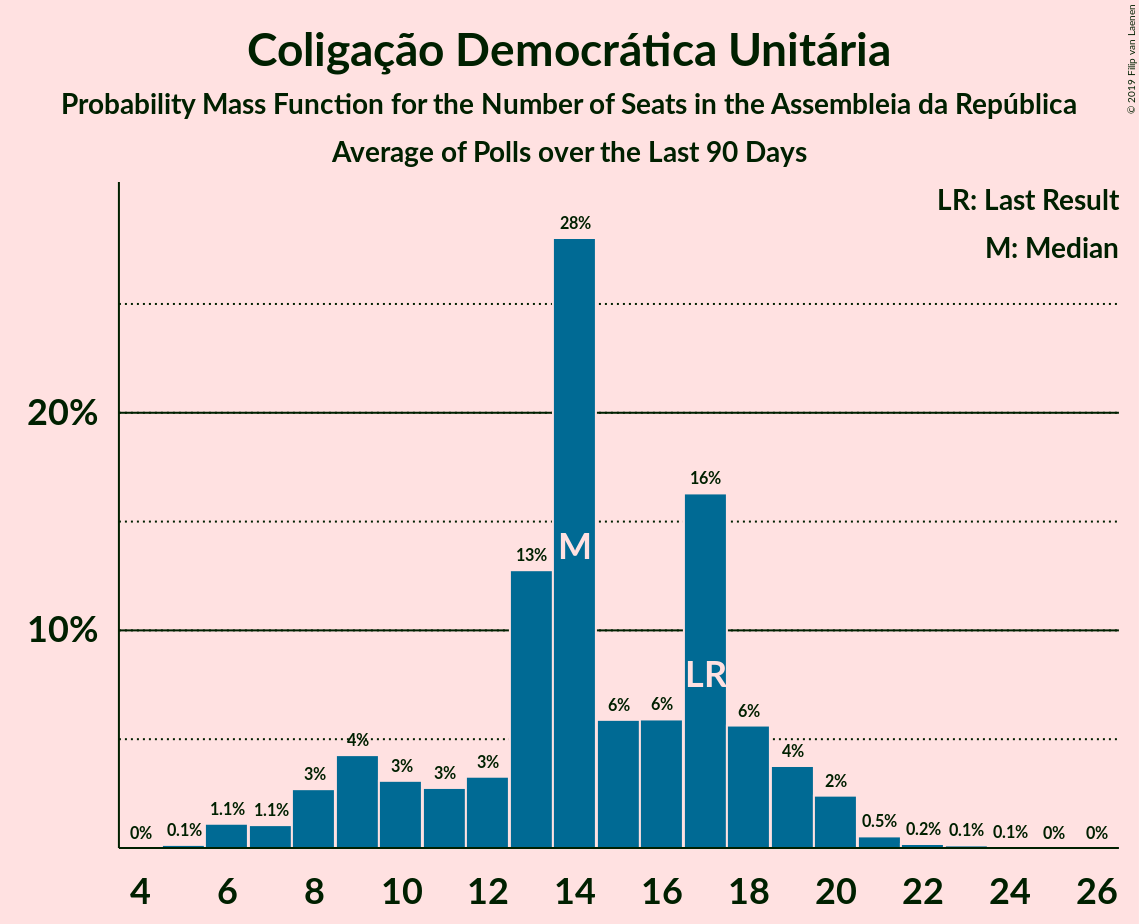 Coligação Democrática Unitária
Probability Mass Function for the Number of Seats in the Assembleia da República
Average of Polls over the Last 90 Days
© 2019 Filip van Laenen
LR: Last Result
M: Median
20%
10%
0%
0.1%
1.1%
1.1%
3%
4%
3%
3%
3%
13%
28%
6%
6%
16%
6%
4%
2%
0.5%
0.2%
0.1%
0.1%
0%
0%
M
LR
4 6 8 10 12 14 16 18 20 22 24 26